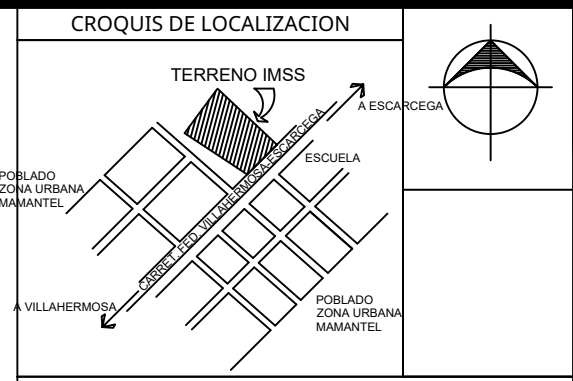 CROQUIS DE LOCALIZACION
TERRENO IMSS
A ESCARCEGA
ESCUELA
CARRET. FED. VILLAHERMOSA-ESCARCEGA
POBLADO
ZONA URBANA
MAMANTEL
A VILLAHERMOSA
POBLADO
ZONA URBANA
MAMANTEL